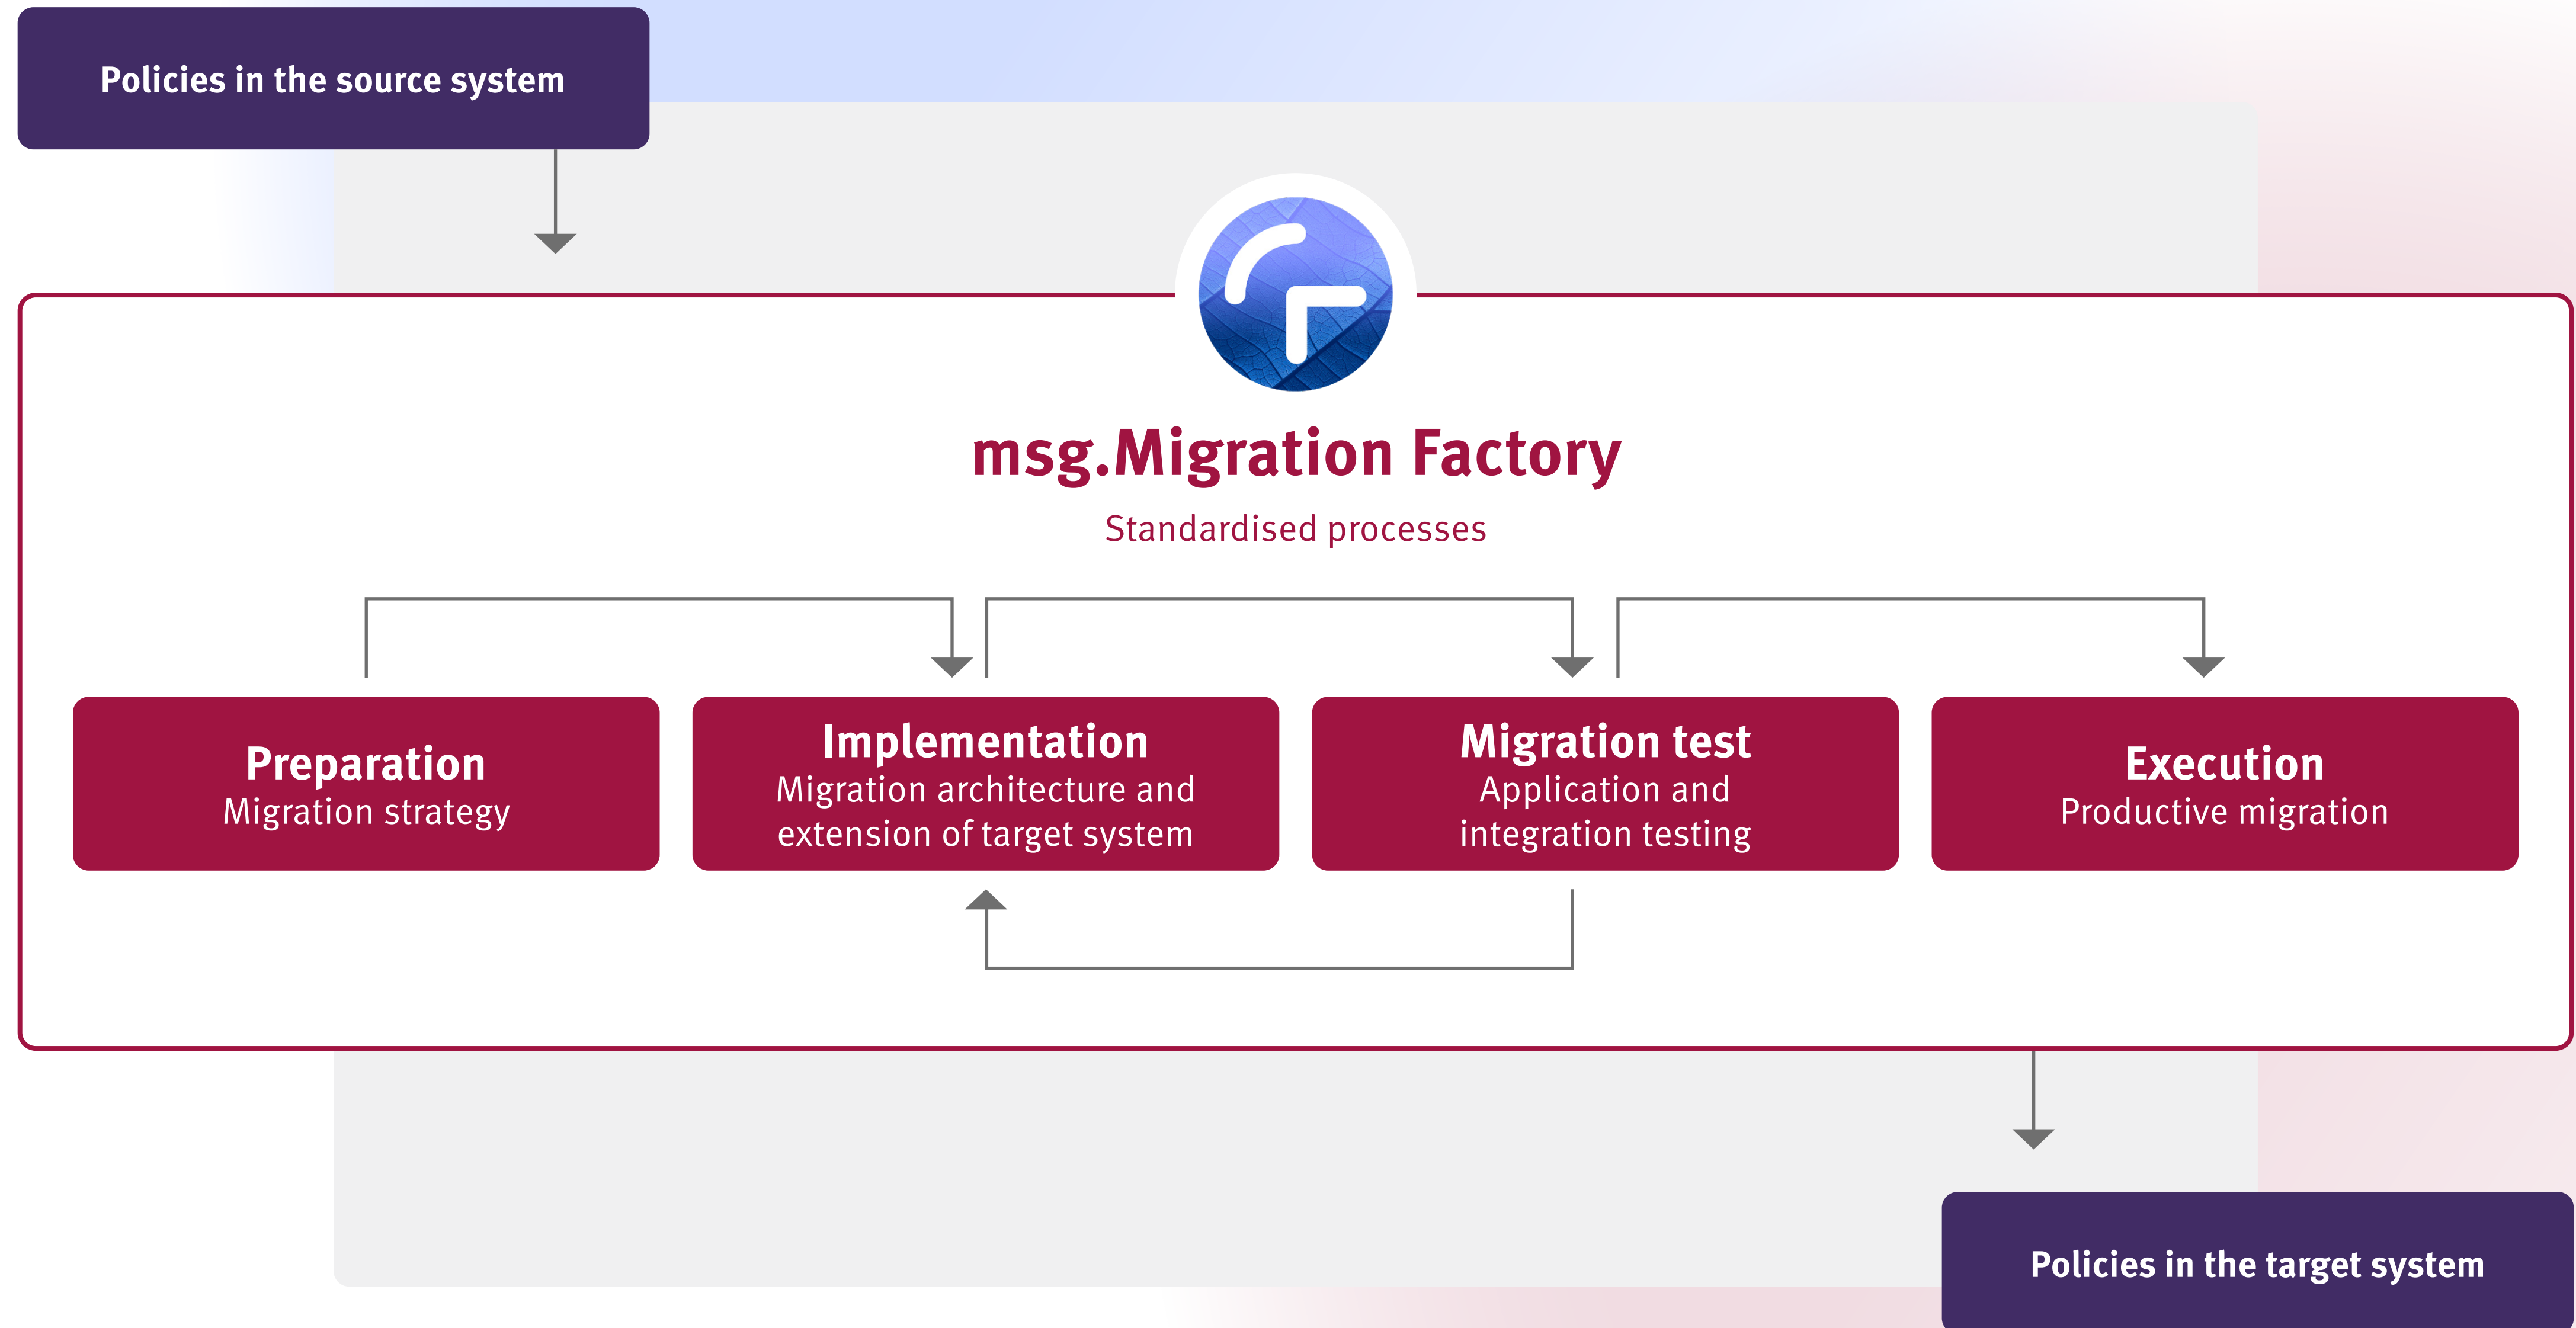 Policies in the source system
msg.Migration Factory
Standardised processes
Preparation
Migration strategy
Implementation
Migration architecture and
extension of target system
Migration test
Application and
integration testing
Execution
Productive migration
Policies in the target system